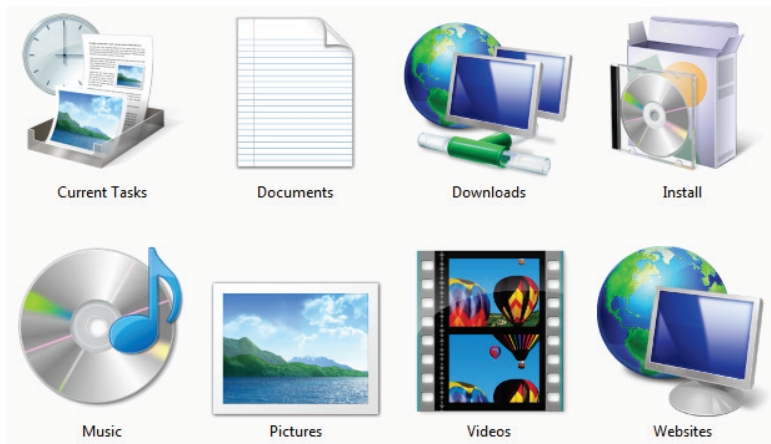 Current Tasks
Documents
Downloads
Install
Music
Pictures
Videos
Websites